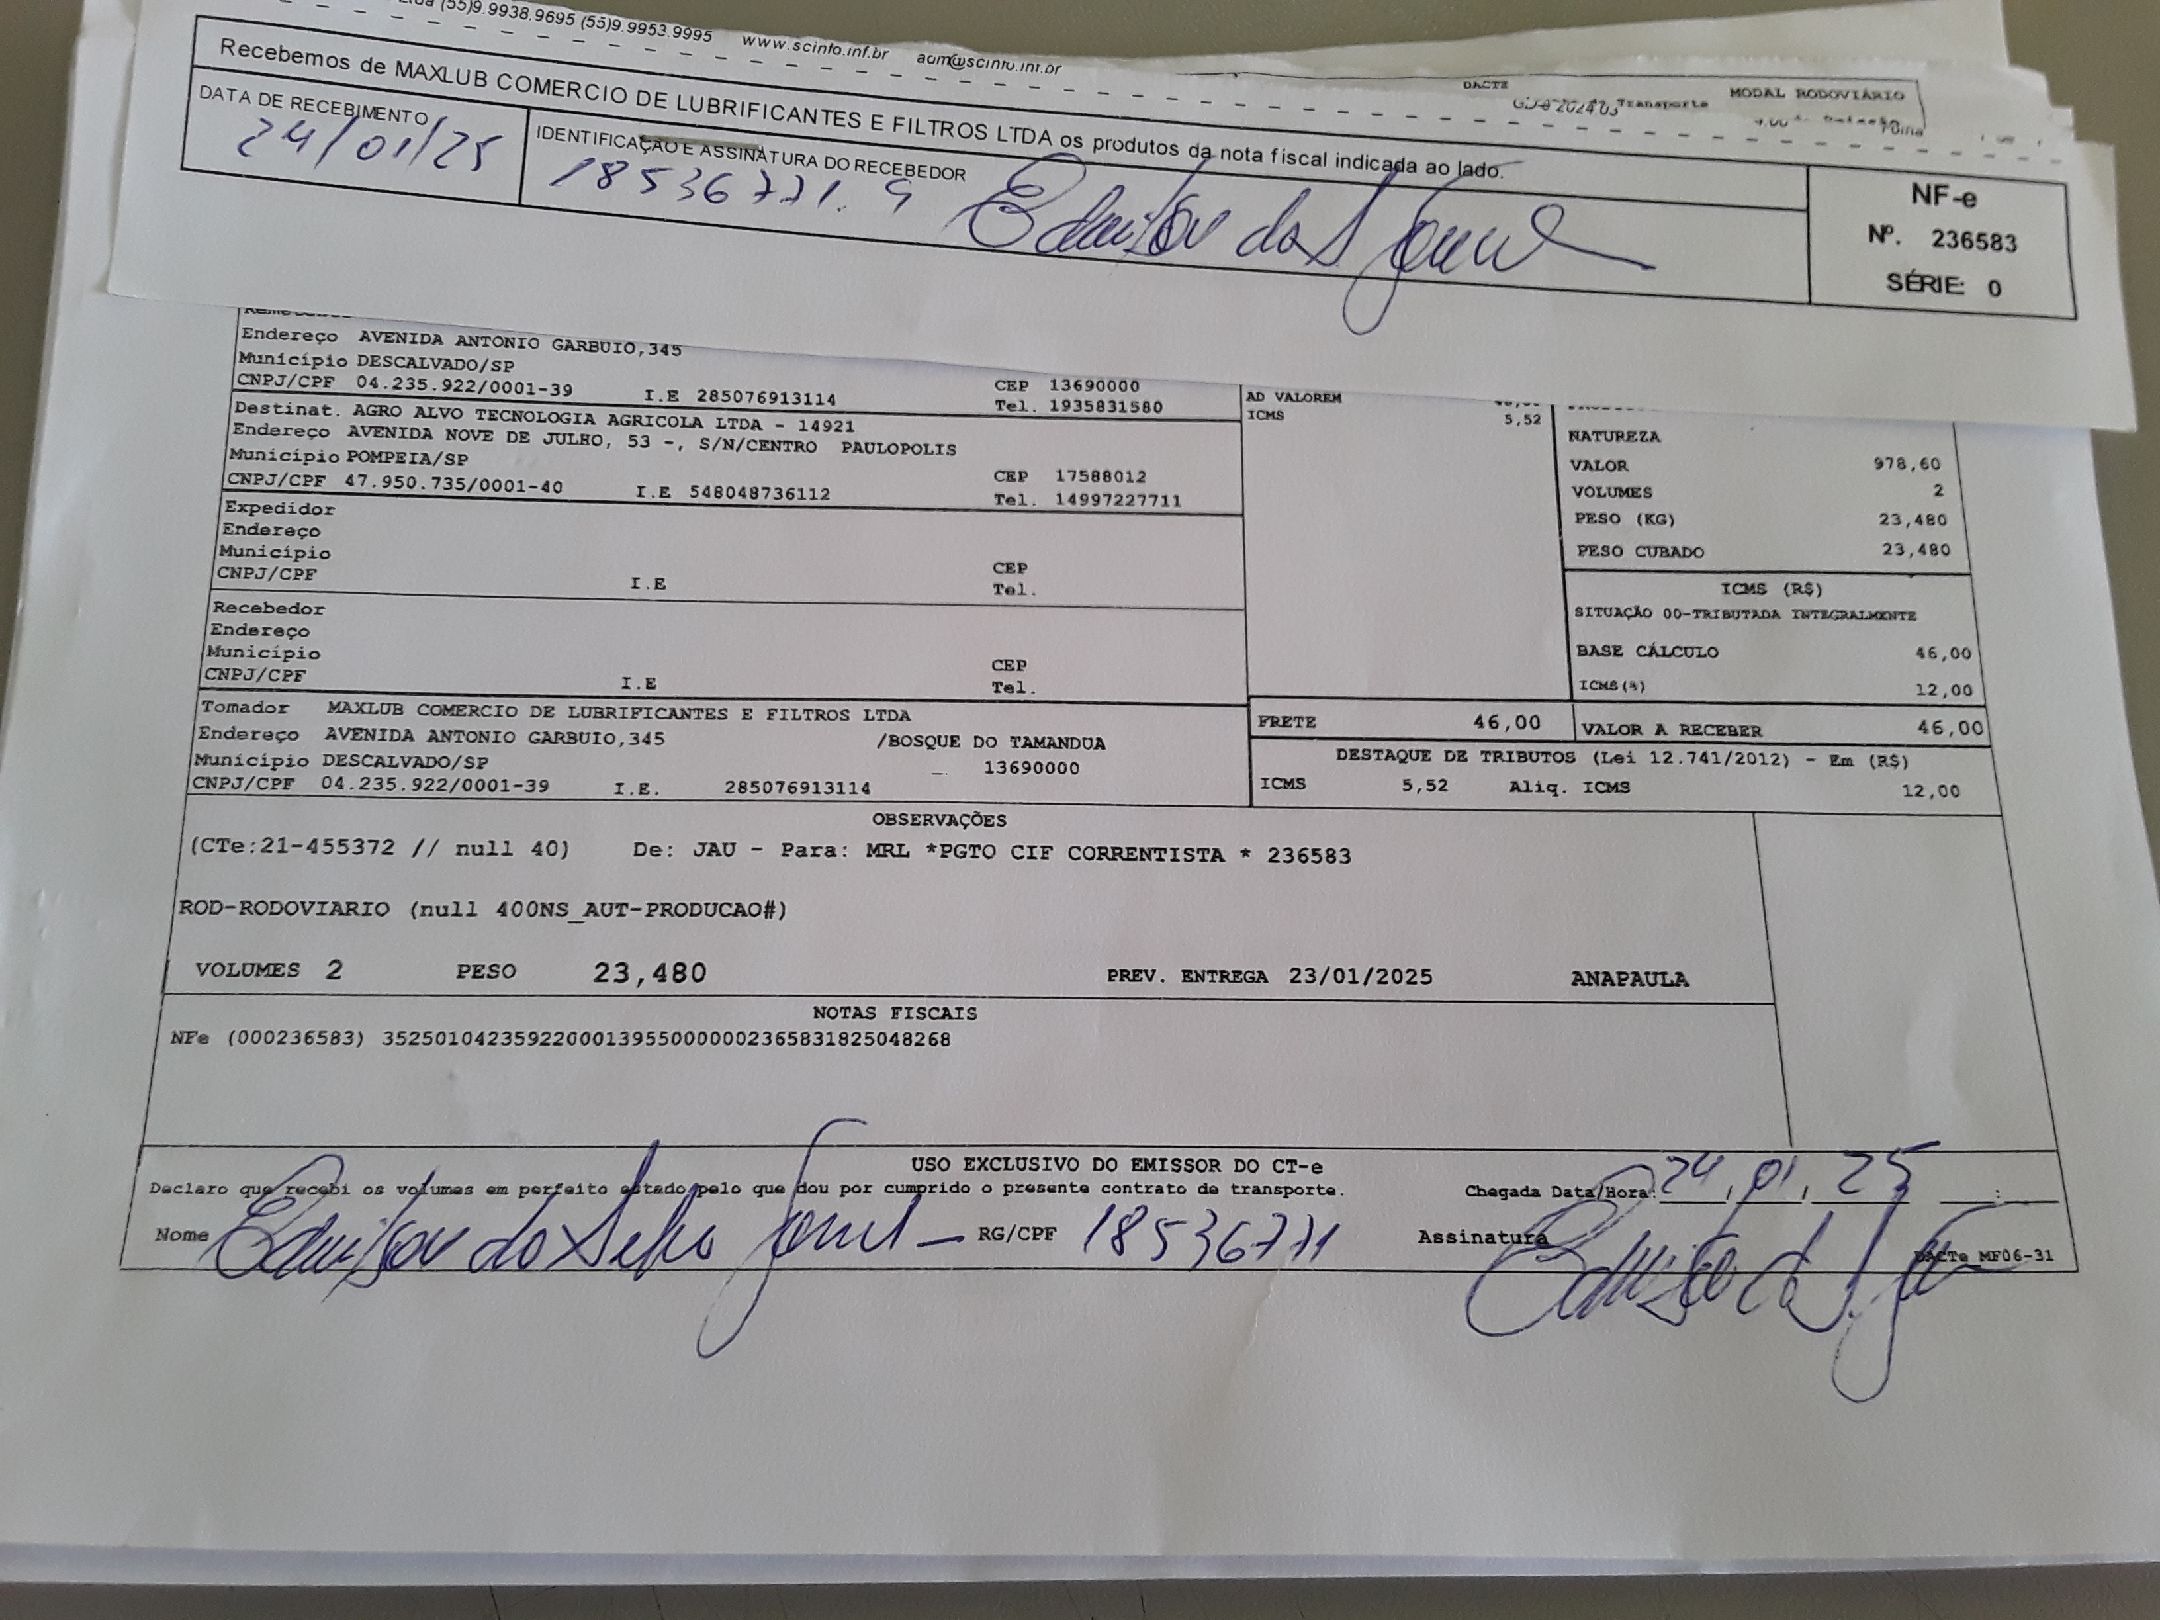 (55)9.9938.9695 (55)9.9953.9995 www.scinfo.inf.br adm@scinfo.inf.br
DACTE MODAL RODOVIÁRIO
Transporte
Recebemos de MAXLUB COMERCIO DE LUBRIFICANTES E FILTROS LTDA os produtos da nota fiscal indicada ao lado.
DATA DE RECEBIMENTO
24/01/25
IDENTIFICAÇÃO E ASSINATURA DO RECEBEDOR
18536771.9
NF-e
Nº. 236583
SÉRIE: 0
Endereço AVENIDA ANTONIO GARBUIO,345
Município DESCALVADO/SP CEP 13690000
CNPJ/CPF 04.235.922/0001-39 I.E 285076913114 Tel. 1935831580
Destinat. AGRO ALVO TECNOLOGIA AGRICOLA LTDA - 14921
Endereço AVENIDA NOVE DE JULHO, 53 -, S/N/CENTRO PAULOPOLIS
Município POMPEIA/SP CEP 17588012
CNPJ/CPF 47.950.735/0001-40 I.E 548048736112 Tel. 14997227711
Expedidor
Endereço
Município CEP
CNPJ/CPF I.E Tel.
Recebedor
Endereço
Município CEP
CNPJ/CPF I.E Tel.
Tomador MAXLUB COMERCIO DE LUBRIFICANTES E FILTROS LTDA
Endereço AVENIDA ANTONIO GARBUIO,345 /BOSQUE DO TAMANDUA
Município DESCALVADO/SP 13690000
CNPJ/CPF 04.235.922/0001-39 I.E. 285076913114
AD VALOREM
ICMS 5,52
NATUREZA
VALOR 978,60
VOLUMES 2
PESO (KG) 23,480
PESO CUBADO 23,480
ICMS (R$)
SITUAÇÃO 00-TRIBUTADA INTEGRALMENTE
BASE CÁLCULO 46,00
ICMS(%) 12,00
FRETE 46,00 VALOR A RECEBER 46,00
DESTAQUE DE TRIBUTOS (Lei 12.741/2012) - Em (R$)
ICMS 5,52 Aliq. ICMS 12,00
OBSERVAÇÕES
(CTe:21-455372 // null 40) De: JAU - Para: MRL *PGTO CIF CORRENTISTA * 236583
ROD-RODOVIARIO (null 400NS_AUT-PRODUCAO#)
VOLUMES 2 PESO 23,480 PREV. ENTREGA 23/01/2025 ANAPAULA
NOTAS FISCAIS
NFe (000236583) 35250104235922000139550000002365831825048268
USO EXCLUSIVO DO EMISSOR DO CT-e
Declaro que recebi os volumes em perfeito estado pelo que dou por cumprido o presente contrato de transporte. Chegada Data/Hora: 24, 01, 25 :
Nome RG/CPF 18536771 Assinatura
DACTe_MF06-31